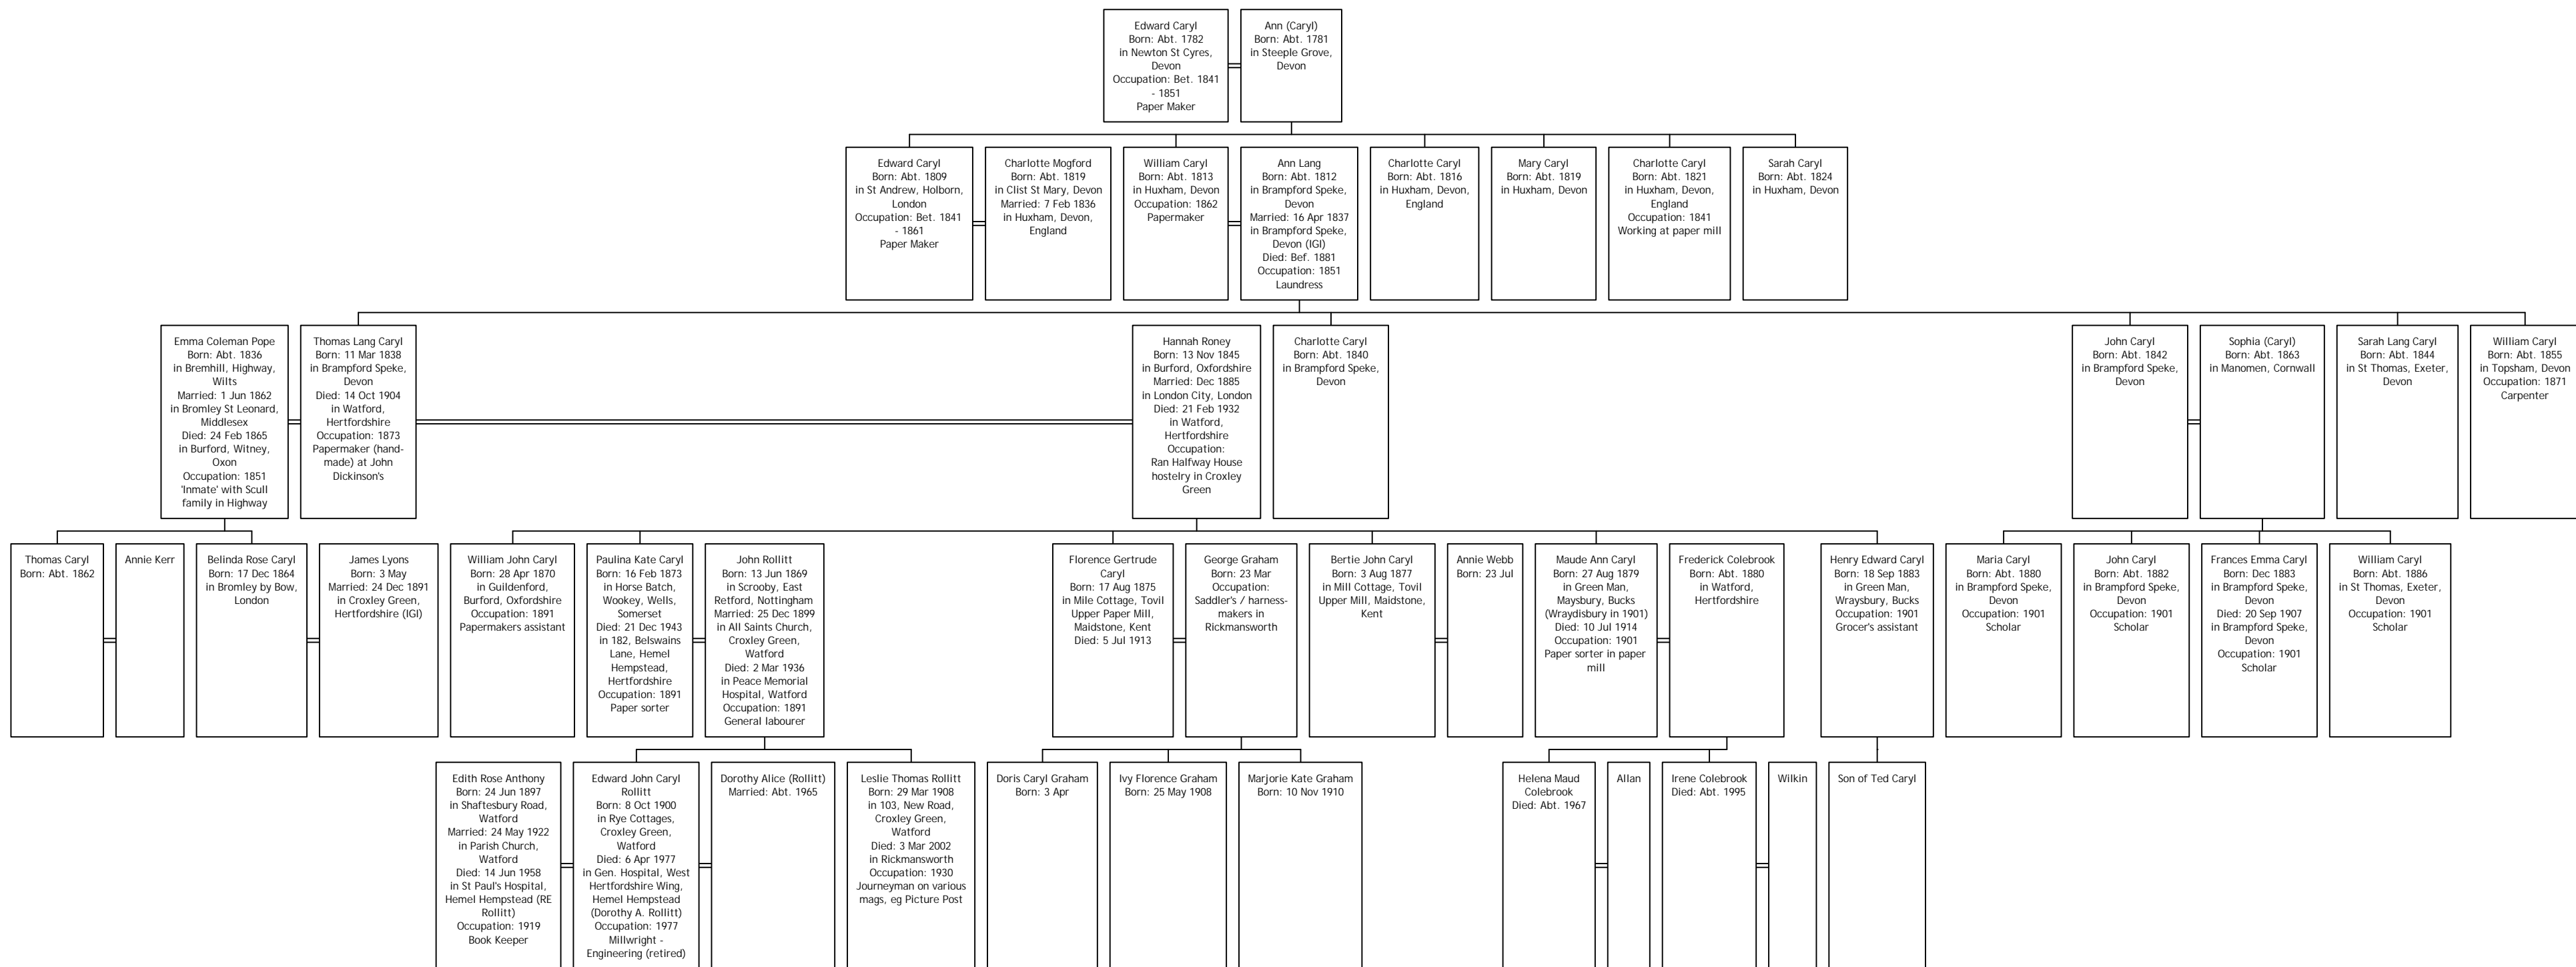 Edward Caryl
Born: Abt. 1782
in Newton St Cyres,
Devon
Occupation: Bet. 1841
- 1851
Paper Maker
Ann (Caryl)
Born: Abt. 1781
in Steeple Grove,
Devon
Edward Caryl
Born: Abt. 1809
in St Andrew, Holborn,
London
Occupation: Bet. 1841
- 1861
Paper Maker
Charlotte Mogford
Born: Abt. 1819
in Clist St Mary, Devon
Married: 7 Feb 1836
in Huxham, Devon,
England
William Caryl
Born: Abt. 1813
in Huxham, Devon
Occupation: 1862
Papermaker
Ann Lang
Born: Abt. 1812
in Brampford Speke,
Devon
Married: 16 Apr 1837
in Brampford Speke,
Devon (IGI)
Died: Bef. 1881
Occupation: 1851
Laundress
Charlotte Caryl
Born: Abt. 1816
in Huxham, Devon,
England
Mary Caryl
Born: Abt. 1819
in Huxham, Devon
Charlotte Caryl
Born: Abt. 1821
in Huxham, Devon,
England
Occupation: 1841
Working at paper mill
Sarah Caryl
Born: Abt. 1824
in Huxham, Devon
Emma Coleman Pope
Born: Abt. 1836
in Bremhill, Highway,
Wilts
Married: 1 Jun 1862
in Bromley St Leonard,
Middlesex
Died: 24 Feb 1865
in Burford, Witney,
Oxon
Occupation: 1851
'Inmate' with Scull
family in Highway
Thomas Lang Caryl
Born: 11 Mar 1838
in Brampford Speke,
Devon
Died: 14 Oct 1904
in Watford,
Hertfordshire
Occupation: 1873
Papermaker (hand-
made) at John
Dickinson's
Hannah Roney
Born: 13 Nov 1845
in Burford, Oxfordshire
Married: Dec 1885
in London City, London
Died: 21 Feb 1932
in Watford,
Hertfordshire
Occupation:
Ran Halfway House
hostelry in Croxley
Green
Charlotte Caryl
Born: Abt. 1840
in Brampford Speke,
Devon
John Caryl
Born: Abt. 1842
in Brampford Speke,
Devon
Sophia (Caryl)
Born: Abt. 1863
in Manomen, Cornwall
Sarah Lang Caryl
Born: Abt. 1844
in St Thomas, Exeter,
Devon
William Caryl
Born: Abt. 1855
in Topsham, Devon
Occupation: 1871
Carpenter
Thomas Caryl
Born: Abt. 1862
Annie Kerr
Belinda Rose Caryl
Born: 17 Dec 1864
in Bromley by Bow,
London
James Lyons
Born: 3 May
Married: 24 Dec 1891
in Croxley Green,
Hertfordshire (IGI)
William John Caryl
Born: 28 Apr 1870
in Guildenford,
Burford, Oxfordshire
Occupation: 1891
Papermakers assistant
Paulina Kate Caryl
Born: 16 Feb 1873
in Horse Batch,
Wookey, Wells,
Somerset
Died: 21 Dec 1943
in 182, Belswains
Lane, Hemel
Hempstead,
Hertfordshire
Occupation: 1891
Paper sorter
John Rollitt
Born: 13 Jun 1869
in Scrooby, East
Retford, Nottingham
Married: 25 Dec 1899
in All Saints Church,
Croxley Green,
Watford
Died: 2 Mar 1936
in Peace Memorial
Hospital, Watford
Occupation: 1891
General labourer
Florence Gertrude
Caryl
Born: 17 Aug 1875
in Mile Cottage, Tovil
Upper Paper Mill,
Maidstone, Kent
Died: 5 Jul 1913
George Graham
Born: 23 Mar
Occupation:
Saddler's / harness-
makers in
Rickmansworth
Bertie John Caryl
Born: 3 Aug 1877
in Mill Cottage, Tovil
Upper Mill, Maidstone,
Kent
Annie Webb
Born: 23 Jul
Maude Ann Caryl
Born: 27 Aug 1879
in Green Man,
Maysbury, Bucks
(Wraydisbury in 1901)
Died: 10 Jul 1914
Occupation: 1901
Paper sorter in paper
mill
Frederick Colebrook
Born: Abt. 1880
in Watford,
Hertfordshire
Henry Edward Caryl
Born: 18 Sep 1883
in Green Man,
Wraysbury, Bucks
Occupation: 1901
Grocer's assistant
Maria Caryl
Born: Abt. 1880
in Brampford Speke,
Devon
Occupation: 1901
Scholar
John Caryl
Born: Abt. 1882
in Brampford Speke,
Devon
Occupation: 1901
Scholar
Frances Emma Caryl
Born: Dec 1883
in Brampford Speke,
Devon
Died: 20 Sep 1907
in Brampford Speke,
Devon
Occupation: 1901
Scholar
William Caryl
Born: Abt. 1886
in St Thomas, Exeter,
Devon
Occupation: 1901
Scholar
Edith Rose Anthony
Born: 24 Jun 1897
in Shaftesbury Road,
Watford
Married: 24 May 1922
in Parish Church,
Watford
Died: 14 Jun 1958
in St Paul's Hospital,
Hemel Hempstead (RE
Rollitt)
Occupation: 1919
Book Keeper
Edward John Caryl
Rollitt
Born: 8 Oct 1900
in Rye Cottages,
Croxley Green,
Watford
Died: 6 Apr 1977
in Gen. Hospital, West
Hertfordshire Wing,
Hemel Hempstead
(Dorothy A. Rollitt)
Occupation: 1977
Millwright -
Engineering (retired)
Dorothy Alice (Rollitt)
Married: Abt. 1965
Leslie Thomas Rollitt
Born: 29 Mar 1908
in 103, New Road,
Croxley Green,
Watford
Died: 3 Mar 2002
in Rickmansworth
Occupation: 1930
Journeyman on various
mags, eg Picture Post
Doris Caryl Graham
Born: 3 Apr
Ivy Florence Graham
Born: 25 May 1908
Marjorie Kate Graham
Born: 10 Nov 1910
Helena Maud
Colebrook
Died: Abt. 1967
Allan
Irene Colebrook
Died: Abt. 1995
Wilkin
Son of Ted Caryl